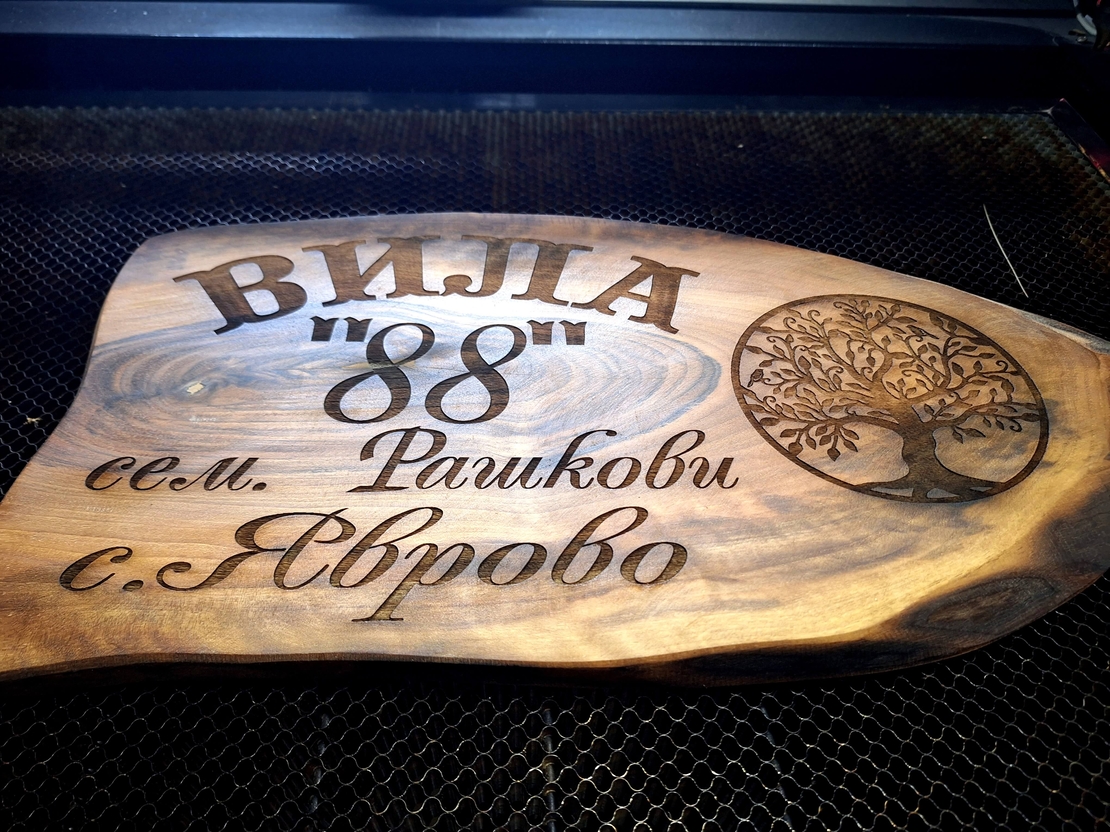 ВИЛА
"88"
сем. Рашкови
с. Яврово